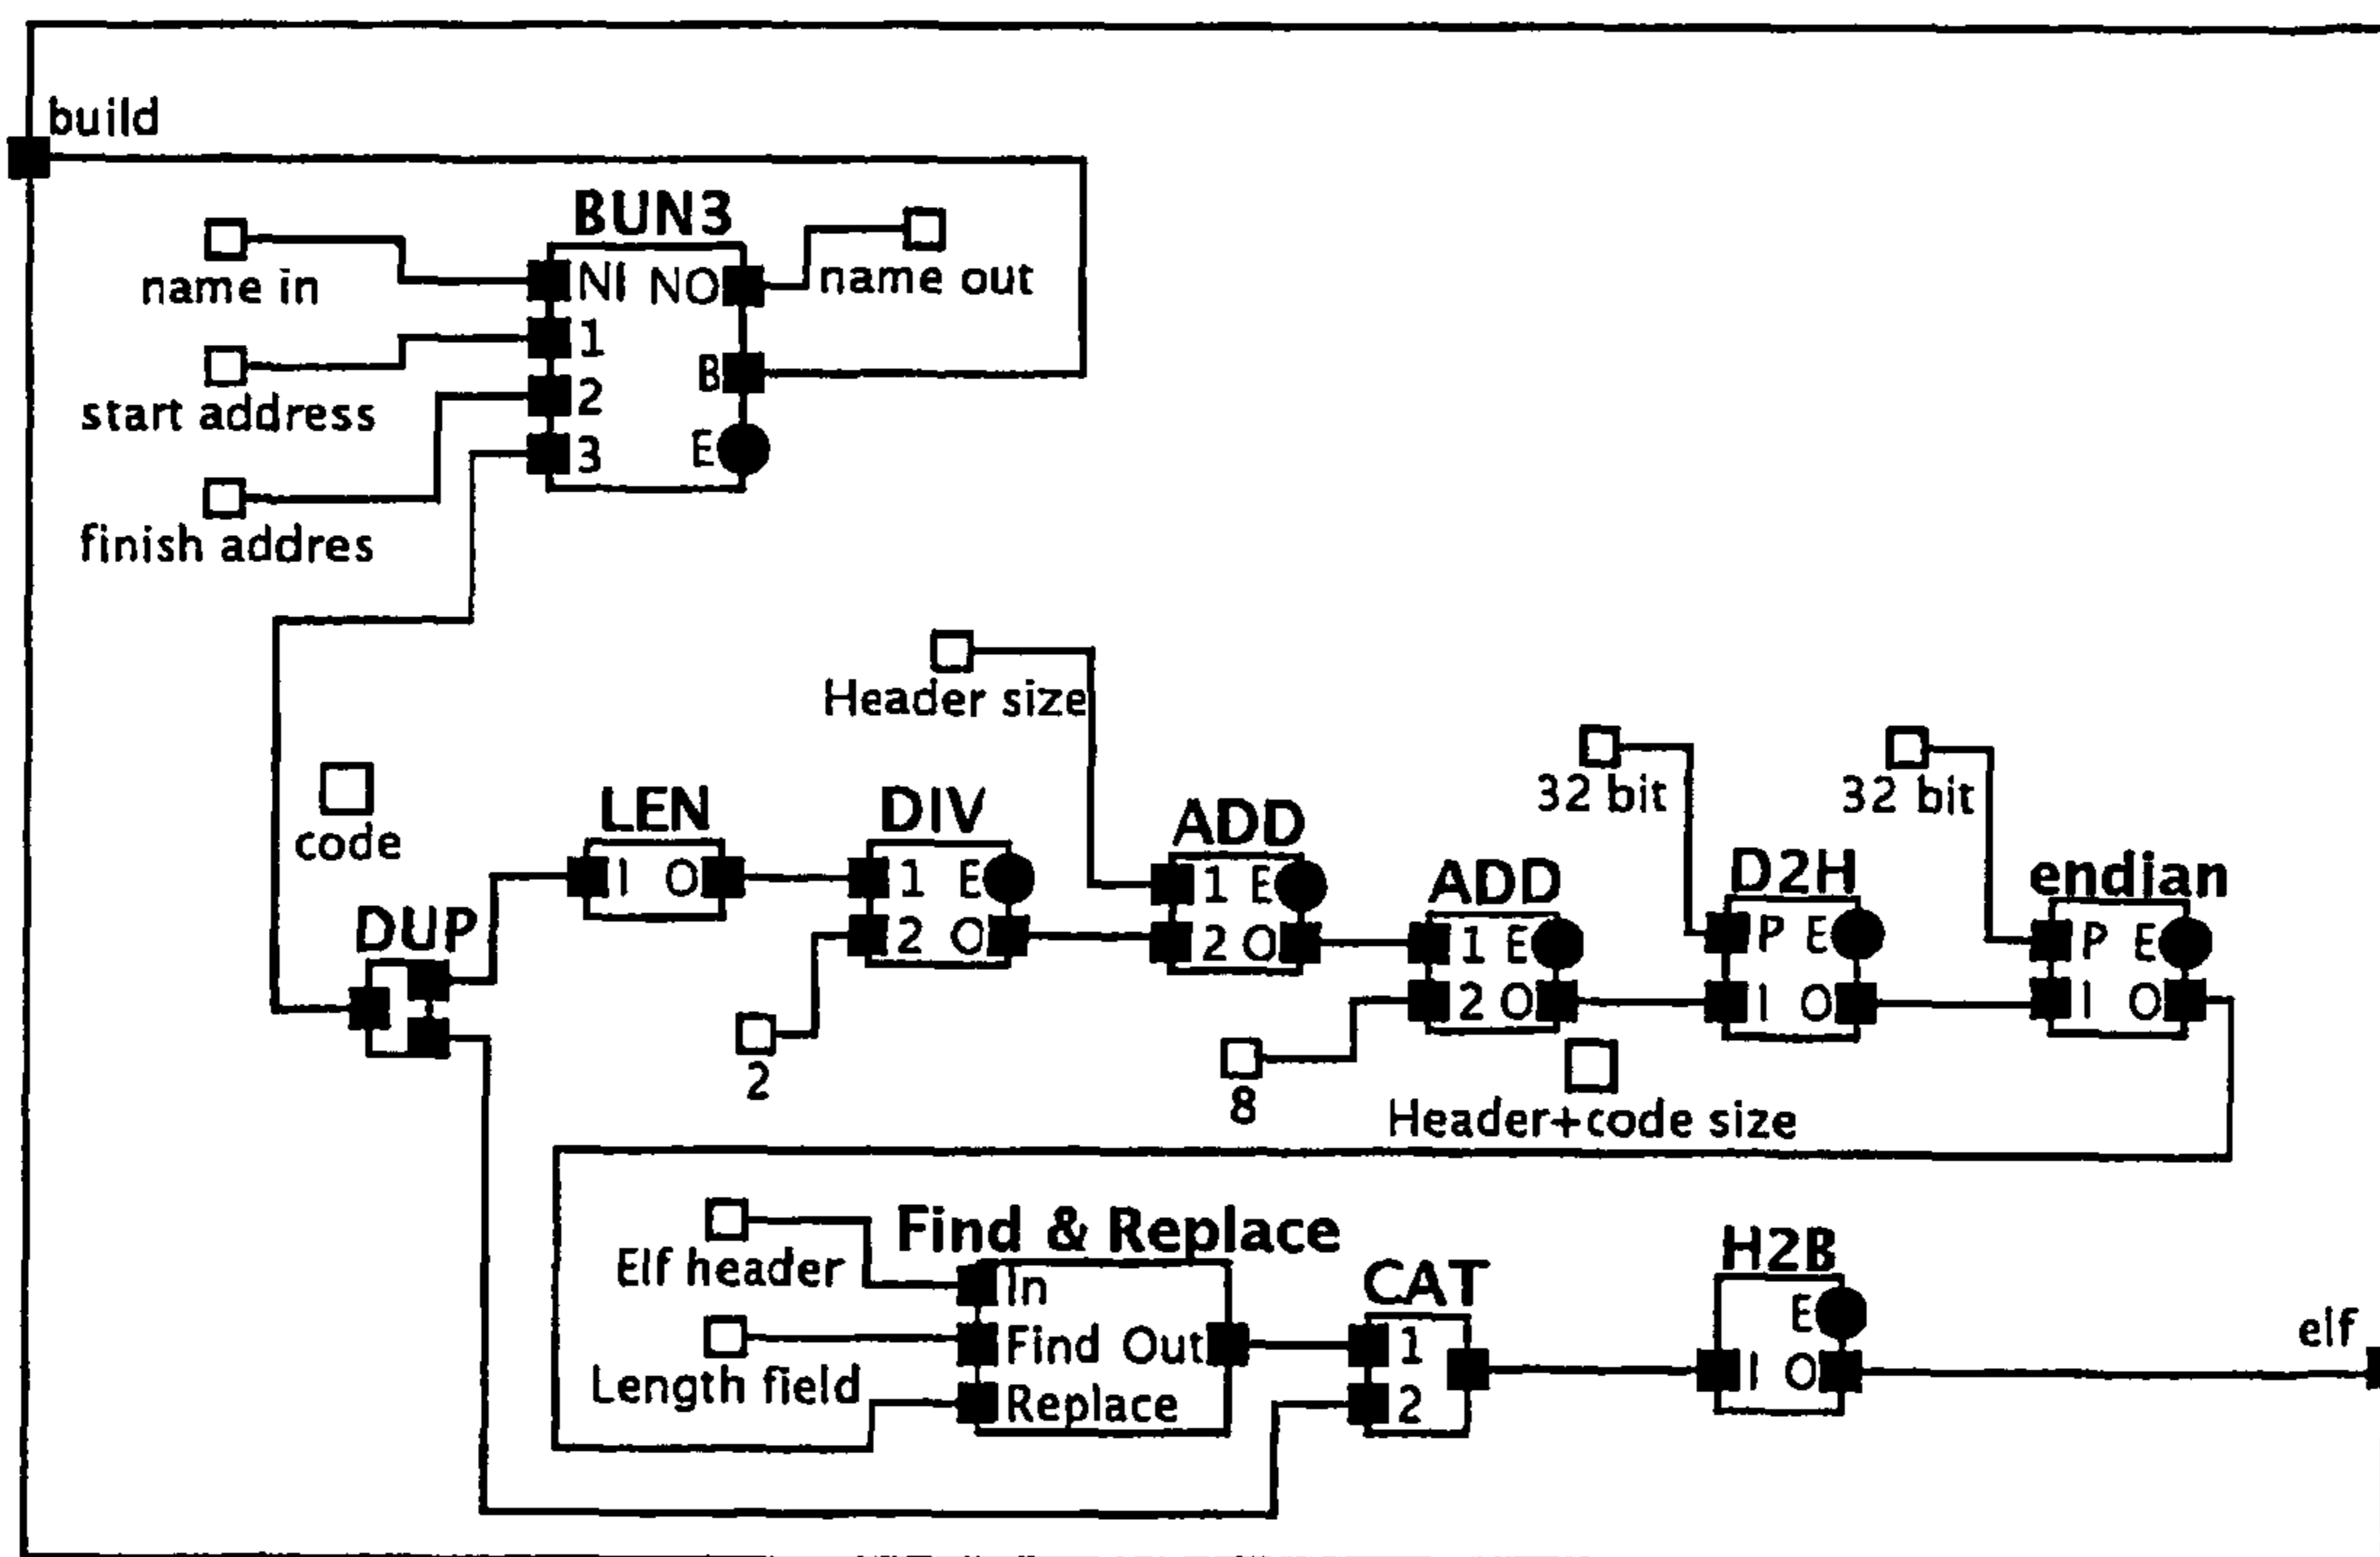 build
BUN3
NI NO
name in
name out
1
start address
B
2
3 E
finish addres
Header size
code
32 bit
32 bit
LEN
I O
DIV
1 E
2 O
2
ADD
1 E
2 O
ADD
1 E
2 O
8
Header+code size
D2H
P E
I O
endian
P E
I O
DUP
Elf header
Find & Replace
In
Find Out
Replace
Length field
CAT
1
2
H2B
E
I O
elf